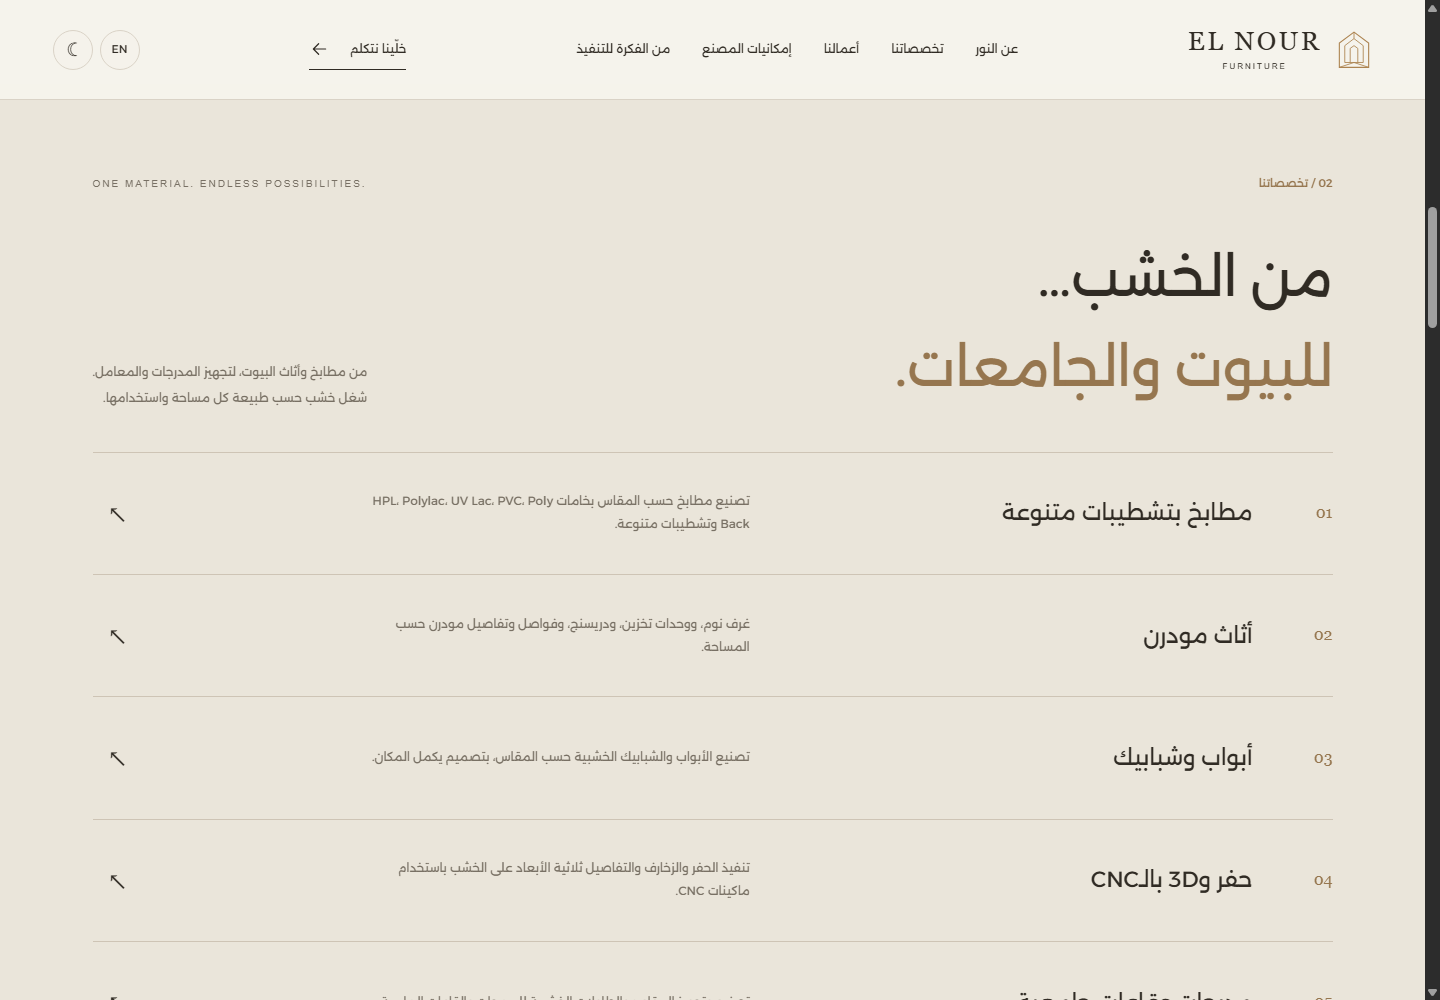 EL NOUR
FURNITURE
عن النور
تخصصاتنا
أعمالنا
إمكانيات المصنع
من الفكرة للتنفيذ
خلّينا نتكلم ←
EN
02 / تخصصاتنا
ONE MATERIAL. ENDLESS POSSIBILITIES.
من الخشب...
للبيوت والجامعات.
من مطابخ وأثاث البيوت، لتجهيز المدرجات والمعامل.
شغل خشب حسب طبيعة كل مساحة واستخدامها.
01
مطابخ بتشطيبات متنوعة
تصنيع مطابخ حسب المقاس بخامات HPL، Polylac، UV Lac، PVC، Poly
Back وتشطيبات متنوعة.
↖
02
أثاث مودرن
غرف نوم، ووحدات تخزين، ودريسنج، وفواصل وتفاصيل مودرن حسب
المساحة.
↖
03
أبواب وشبابيك
تصنيع الأبواب والشبابيك الخشبية حسب المقاس، بتصميم يكمل المكان.
↖
04
حفر و3D بالـCNC
تنفيذ الحفر والزخارف والتفاصيل ثلاثية الأبعاد على الخشب باستخدام
ماكينات CNC.
↖